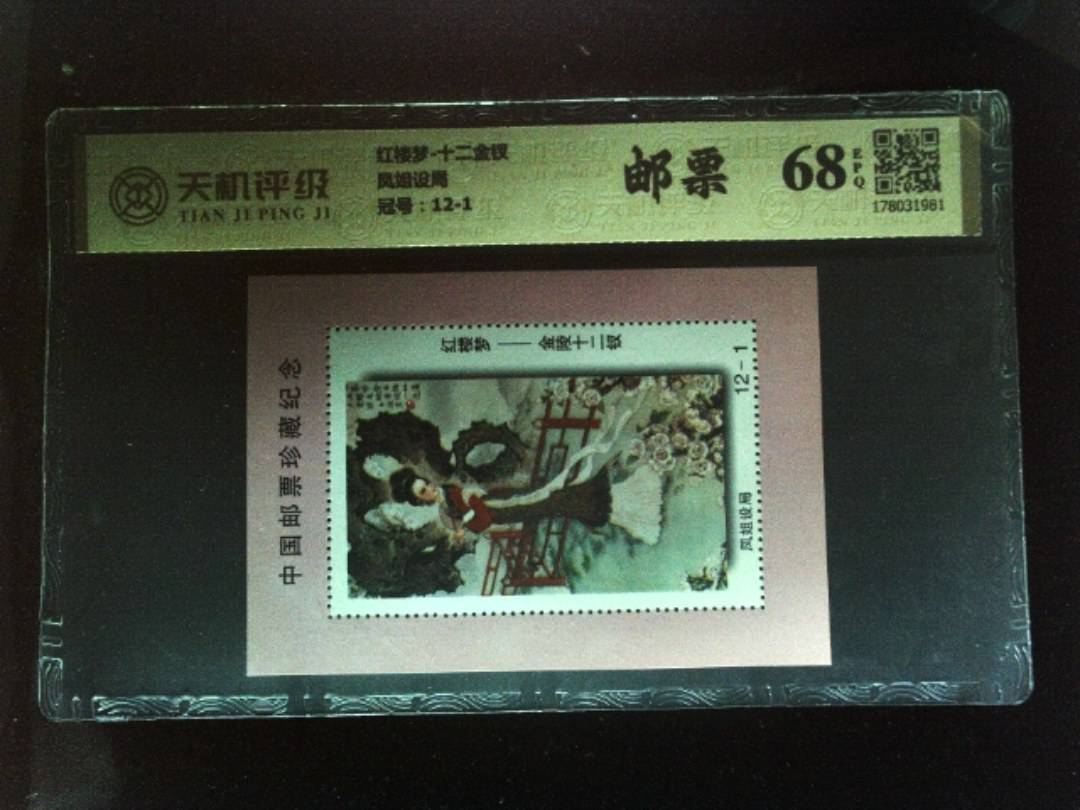 天机评级
TIAN JI PING JI
红楼梦-十二金钗
凤姐设局
冠号：12-1
邮票
68
EPQ
178031981
中国邮票珍藏纪念
红楼梦——金陵十二钗
12-1
凤姐设局